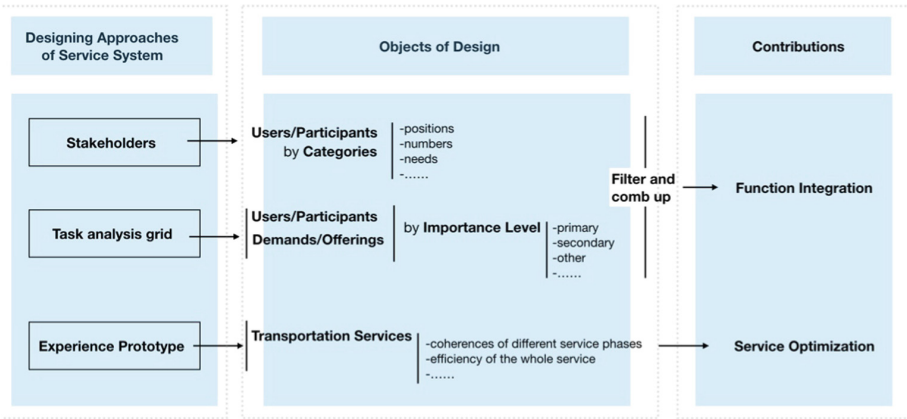 Designing Approaches
of Service System
Objects of Design
Contributions
Stakeholders
Users/Participants
by Categories
-positions
-numbers
-needs
-......
Filter and
comb up
Function Integration
Task analysis grid
Users/Participants
Demands/Offerings
by Importance Level
-primary
-secondary
-other
-......
Experience Prototype
Transportation Services
-coherences of different service phases
-efficiency of the whole service
-......
Service Optimization